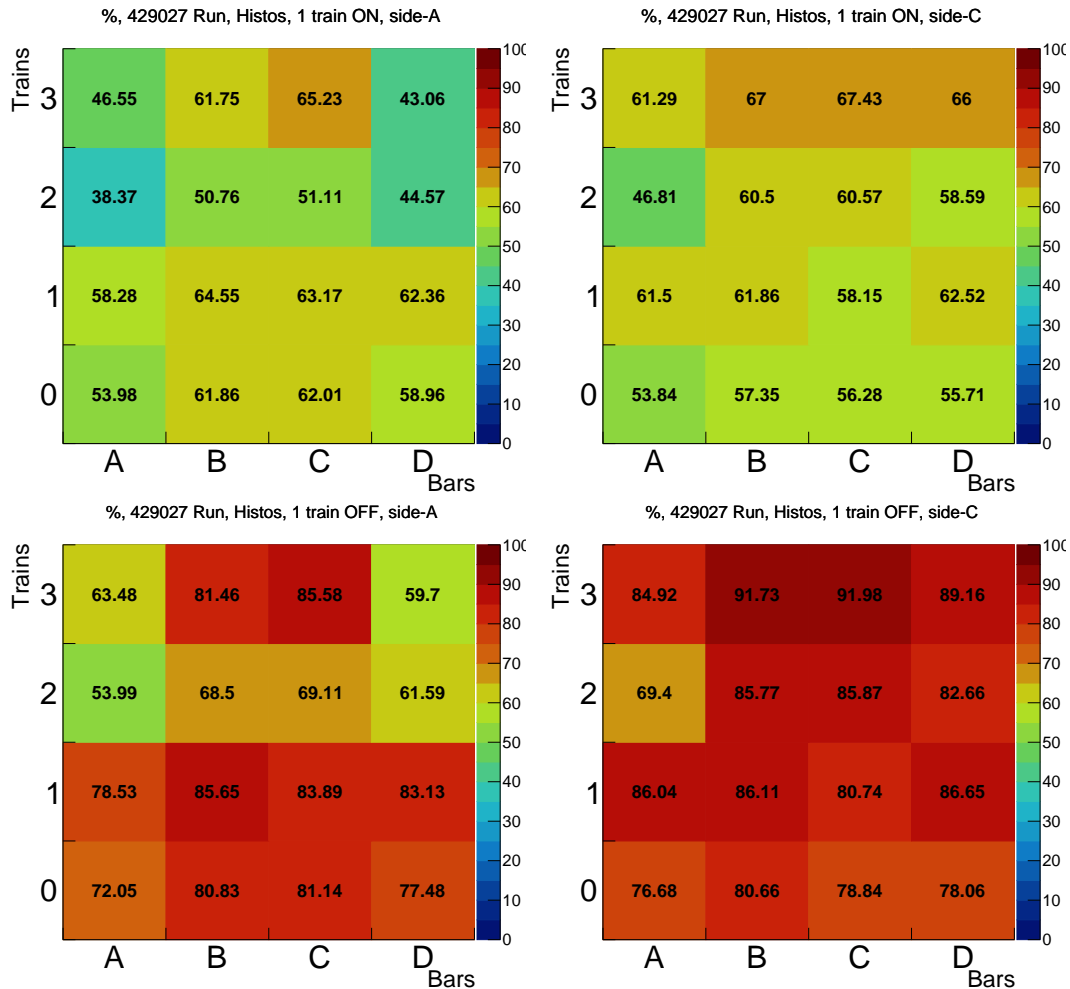 %, 429027 Run, Histos, 1 train ON, side-A
Trains
3 46.55 61.75 65.23 43.06
2 38.37 50.76 51.11 44.57
1 58.28 64.55 63.17 62.36
0 53.98 61.86 62.01 58.96
A B C D
Bars
100
90
80
70
60
50
40
30
20
10
0
%, 429027 Run, Histos, 1 train ON, side-C
Trains
3 61.29 67 67.43 66
2 46.81 60.5 60.57 58.59
1 61.5 61.86 58.15 62.52
0 53.84 57.35 56.28 55.71
A B C D
Bars
100
90
80
70
60
50
40
30
20
10
0
%, 429027 Run, Histos, 1 train OFF, side-A
Trains
3 63.48 81.46 85.58 59.7
2 53.99 68.5 69.11 61.59
1 78.53 85.65 83.89 83.13
0 72.05 80.83 81.14 77.48
A B C D
Bars
100
90
80
70
60
50
40
30
20
10
0
%, 429027 Run, Histos, 1 train OFF, side-C
Trains
3 84.92 91.73 91.98 89.16
2 69.4 85.77 85.87 82.66
1 86.04 86.11 80.74 86.65
0 76.68 80.66 78.84 78.06
A B C D
Bars
100
90
80
70
60
50
40
30
20
10
0